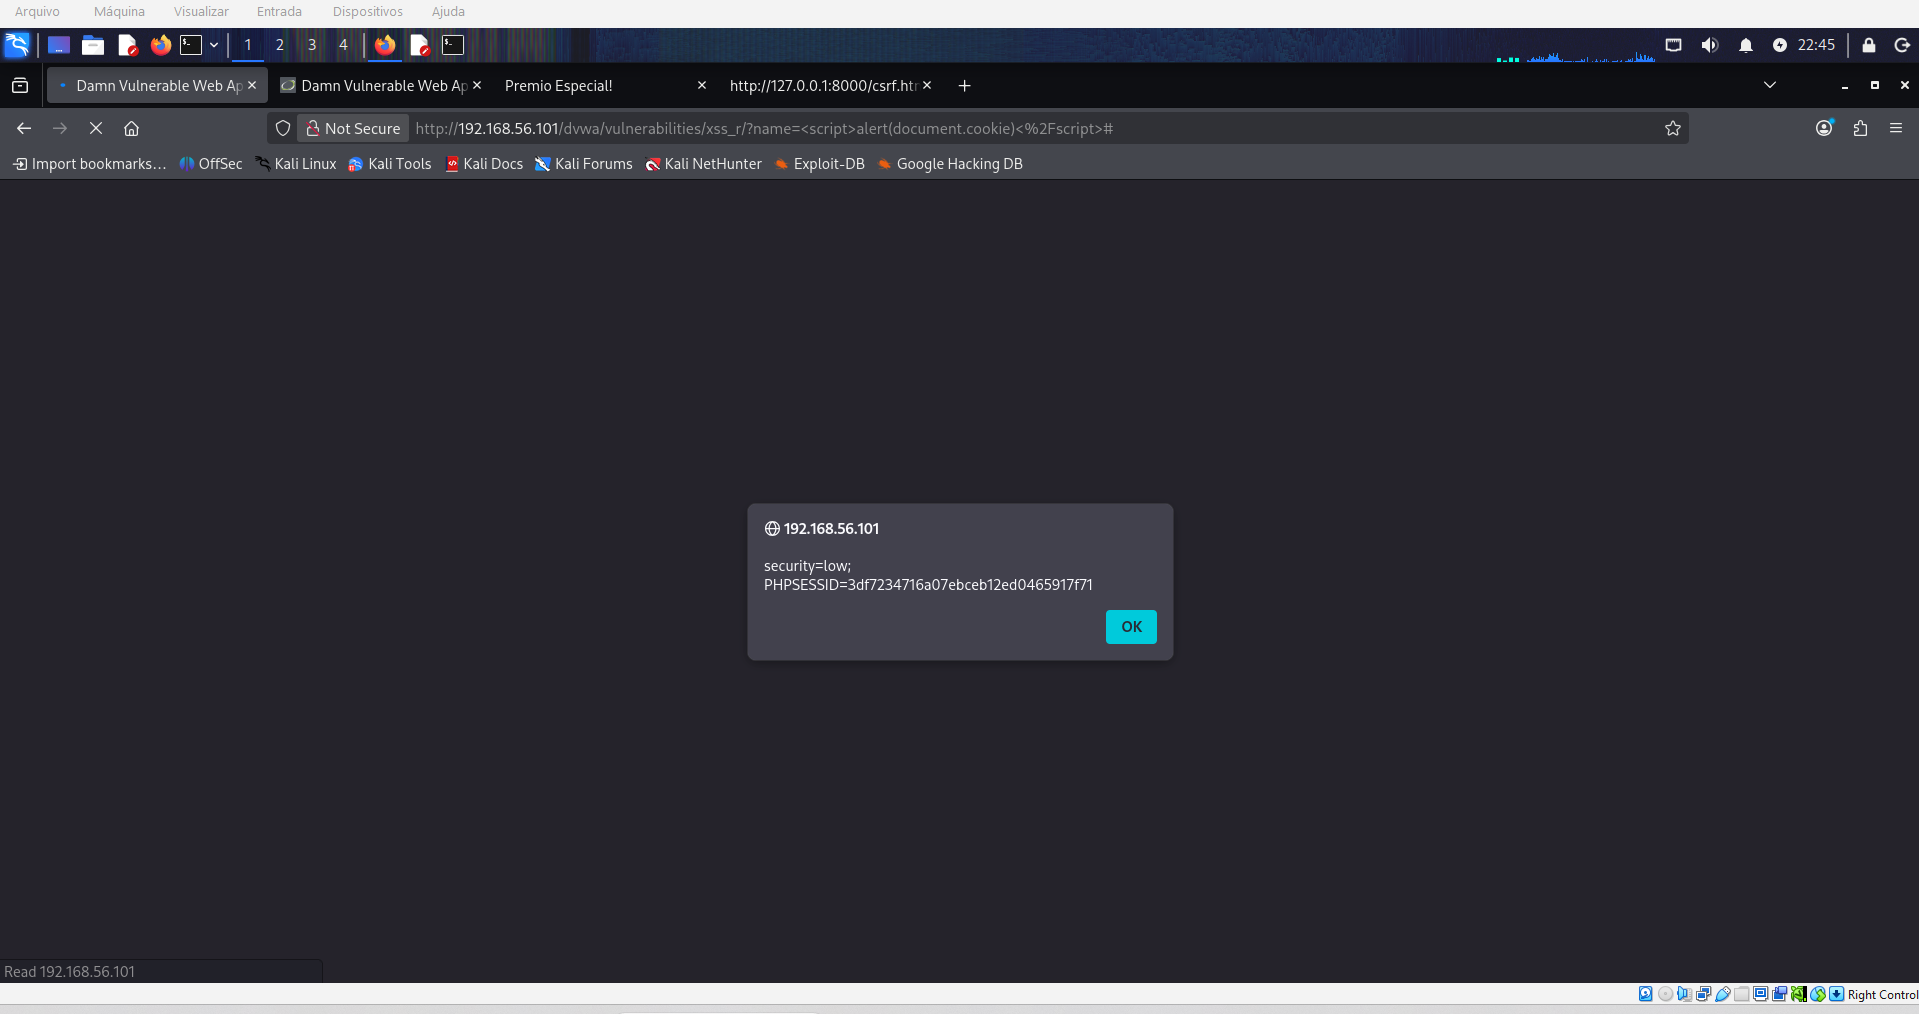 Arquivo Máquina Visualizar Entrada Dispositivos Ajuda
1 2 3 4 22:45
Damn Vulnerable Web Ap Damn Vulnerable Web Ap Premio Especial! http://127.0.0.1:8000/csrf.htr
Not Secure http://192.168.56.101/dvwa/vulnerabilities/xss_r/?name=<script>alert(document.cookie)<%2Fscript>#
Import bookmarks... OffSec Kali Linux Kali Tools Kali Docs Kali Forums Kali NetHunter Exploit-DB Google Hacking DB
192.168.56.101
security=low;
PHPSESSID=3df7234716a07ebceb12ed0465917f71
OK
Read 192.168.56.101
Right Control